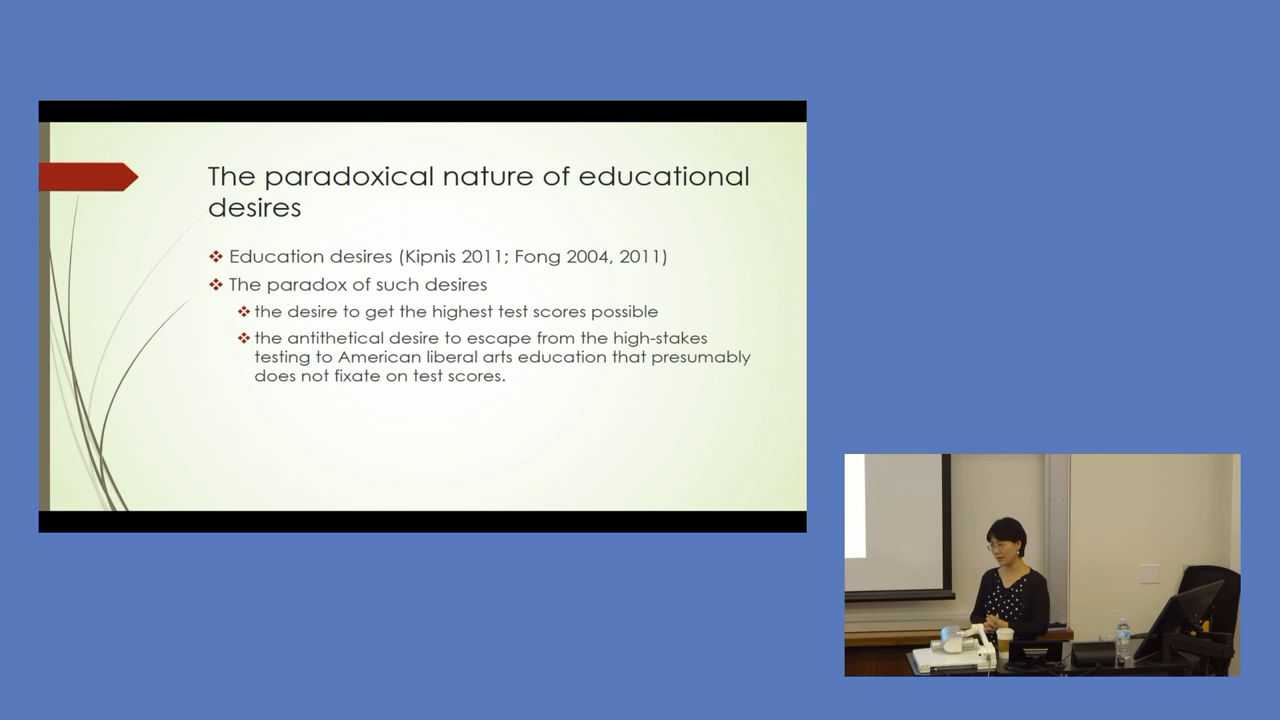 The paradoxical nature of educational
desires
Education desires (Kipnis 2011; Fong 2004, 2011)
The paradox of such desires
the desire to get the highest test scores possible
the antithetical desire to escape from the high-stakes
testing to American liberal arts education that presumably
does not fixate on test scores.